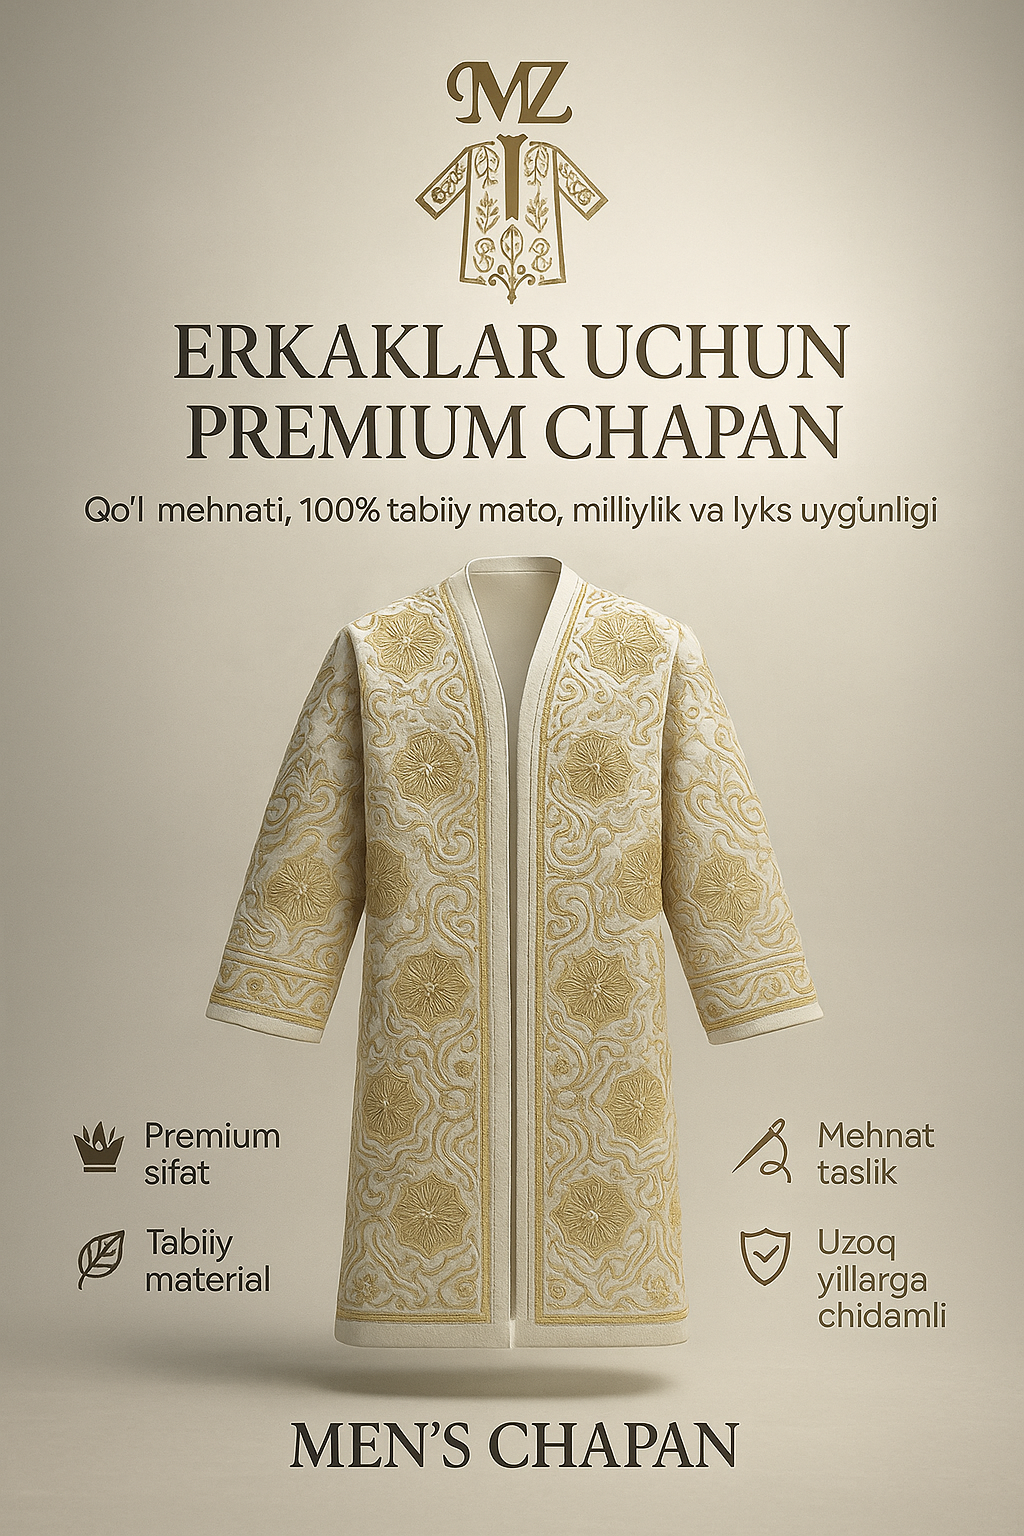 MZ
ERKAKLAR UCHUN
PREMIUM CHAPAN
Qo'l mehnati, 100% tabiiy mato, milliylik va lyks uyg'unligi
Premium
sifat
Mehnat
taslik
Tabiiy
material
Uzoq
yillarga
chidamli
MEN'S CHAPAN